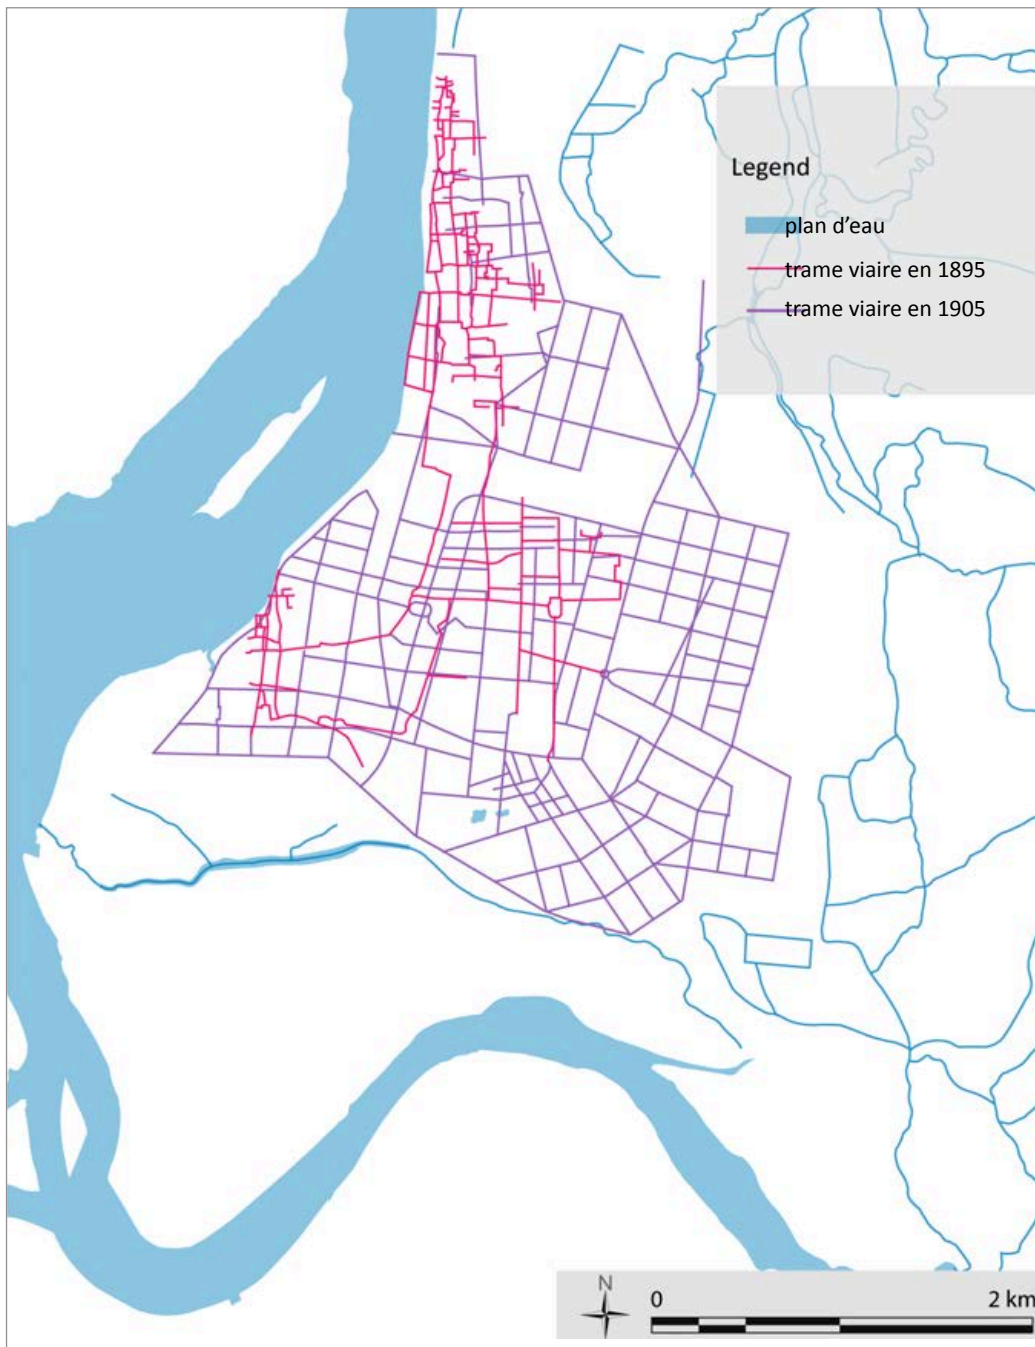 Legend
plan d’eau
trame viaire en 1895
trame viaire en 1905
N
0 2 km